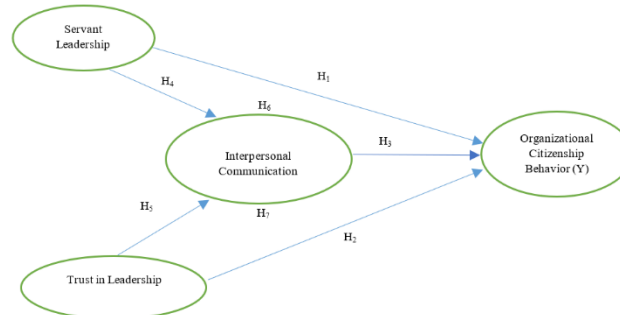 Servant
Leadership
H₁
H₄
H₆
Organizational
Citizenship
Behavior (Y)
H₃
Interpersonal
Communication
H₅
H₇
H₂
Trust in Leadership